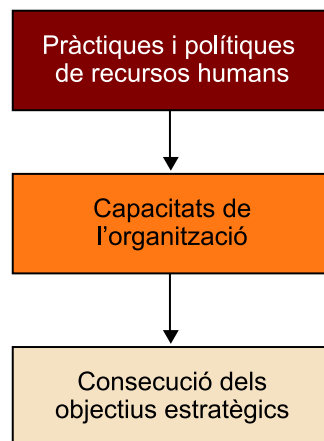 Pràctiques i polítiques
de recursos humans
Capacitats de
l’organització
Consecució dels
objectius estratègics